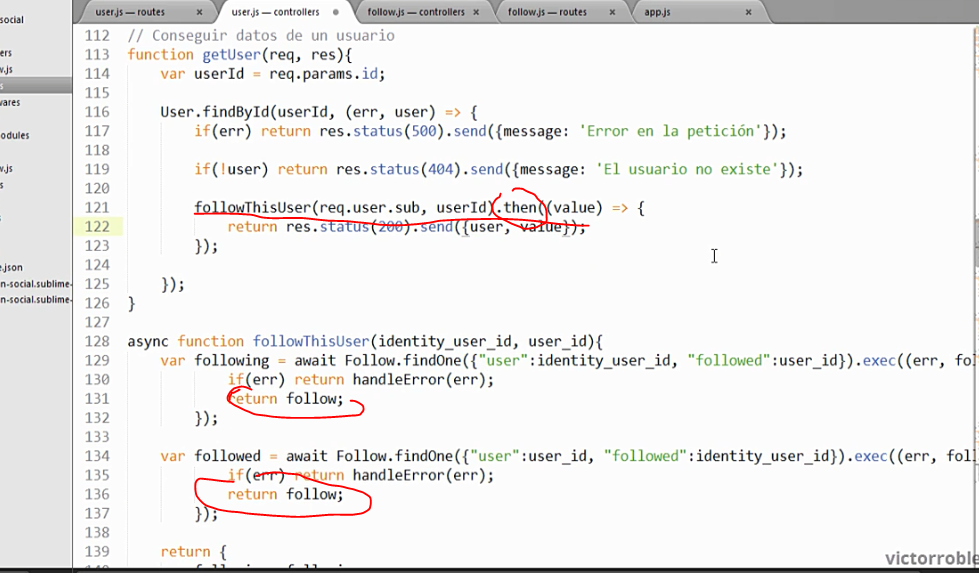 social
user.js — routes
user.js — controllers
follow.js — controllers
follow.js — routes
app.js
112 // Conseguir datos de un usuario
113 function getUser(req, res){
114 var userId = req.params.id;
115
116 User.findById(userId, (err, user) => {
117 if(err) return res.status(500).send({message: 'Error en la petición'});
118
119 if(!user) return res.status(404).send({message: 'El usuario no existe'});
120
121 followThisUser(req.user.sub, userId).then((value) => {
122 return res.status(200).send({user, value});
123 });
124
125 });
126 }
127
128 async function followThisUser(identity_user_id, user_id){
129 var following = await Follow.findOne({"user":identity_user_id, "followed":user_id}).exec((err, fol
130 if(err) return handleError(err);
131 return follow;
132 });
133
134 var followed = await Follow.findOne({"user":user_id, "followed":identity_user_id}).exec((err, foll
135 if(err) return handleError(err);
136 return follow;
137 });
138
139 return {
ers
w.js
s
wares
odules
w.js
s
s
e.json
n-social.sublime-
n-social.sublime-
victorroble